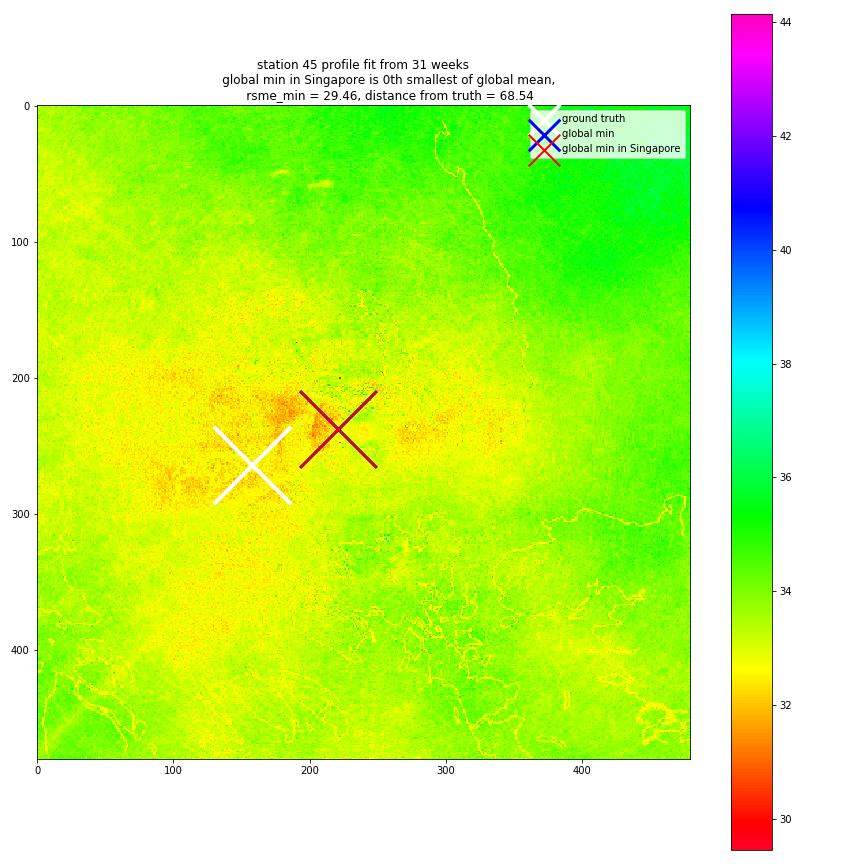 station 45 profile fit from 31 weeks
global min in Singapore is 0th smallest of global mean,
rsme_min = 29.46, distance from truth = 68.54
ground truth
global min
global min in Singapore
0
100
200
300
400
0 100 200 300 400
44
42
40
38
36
34
32
30